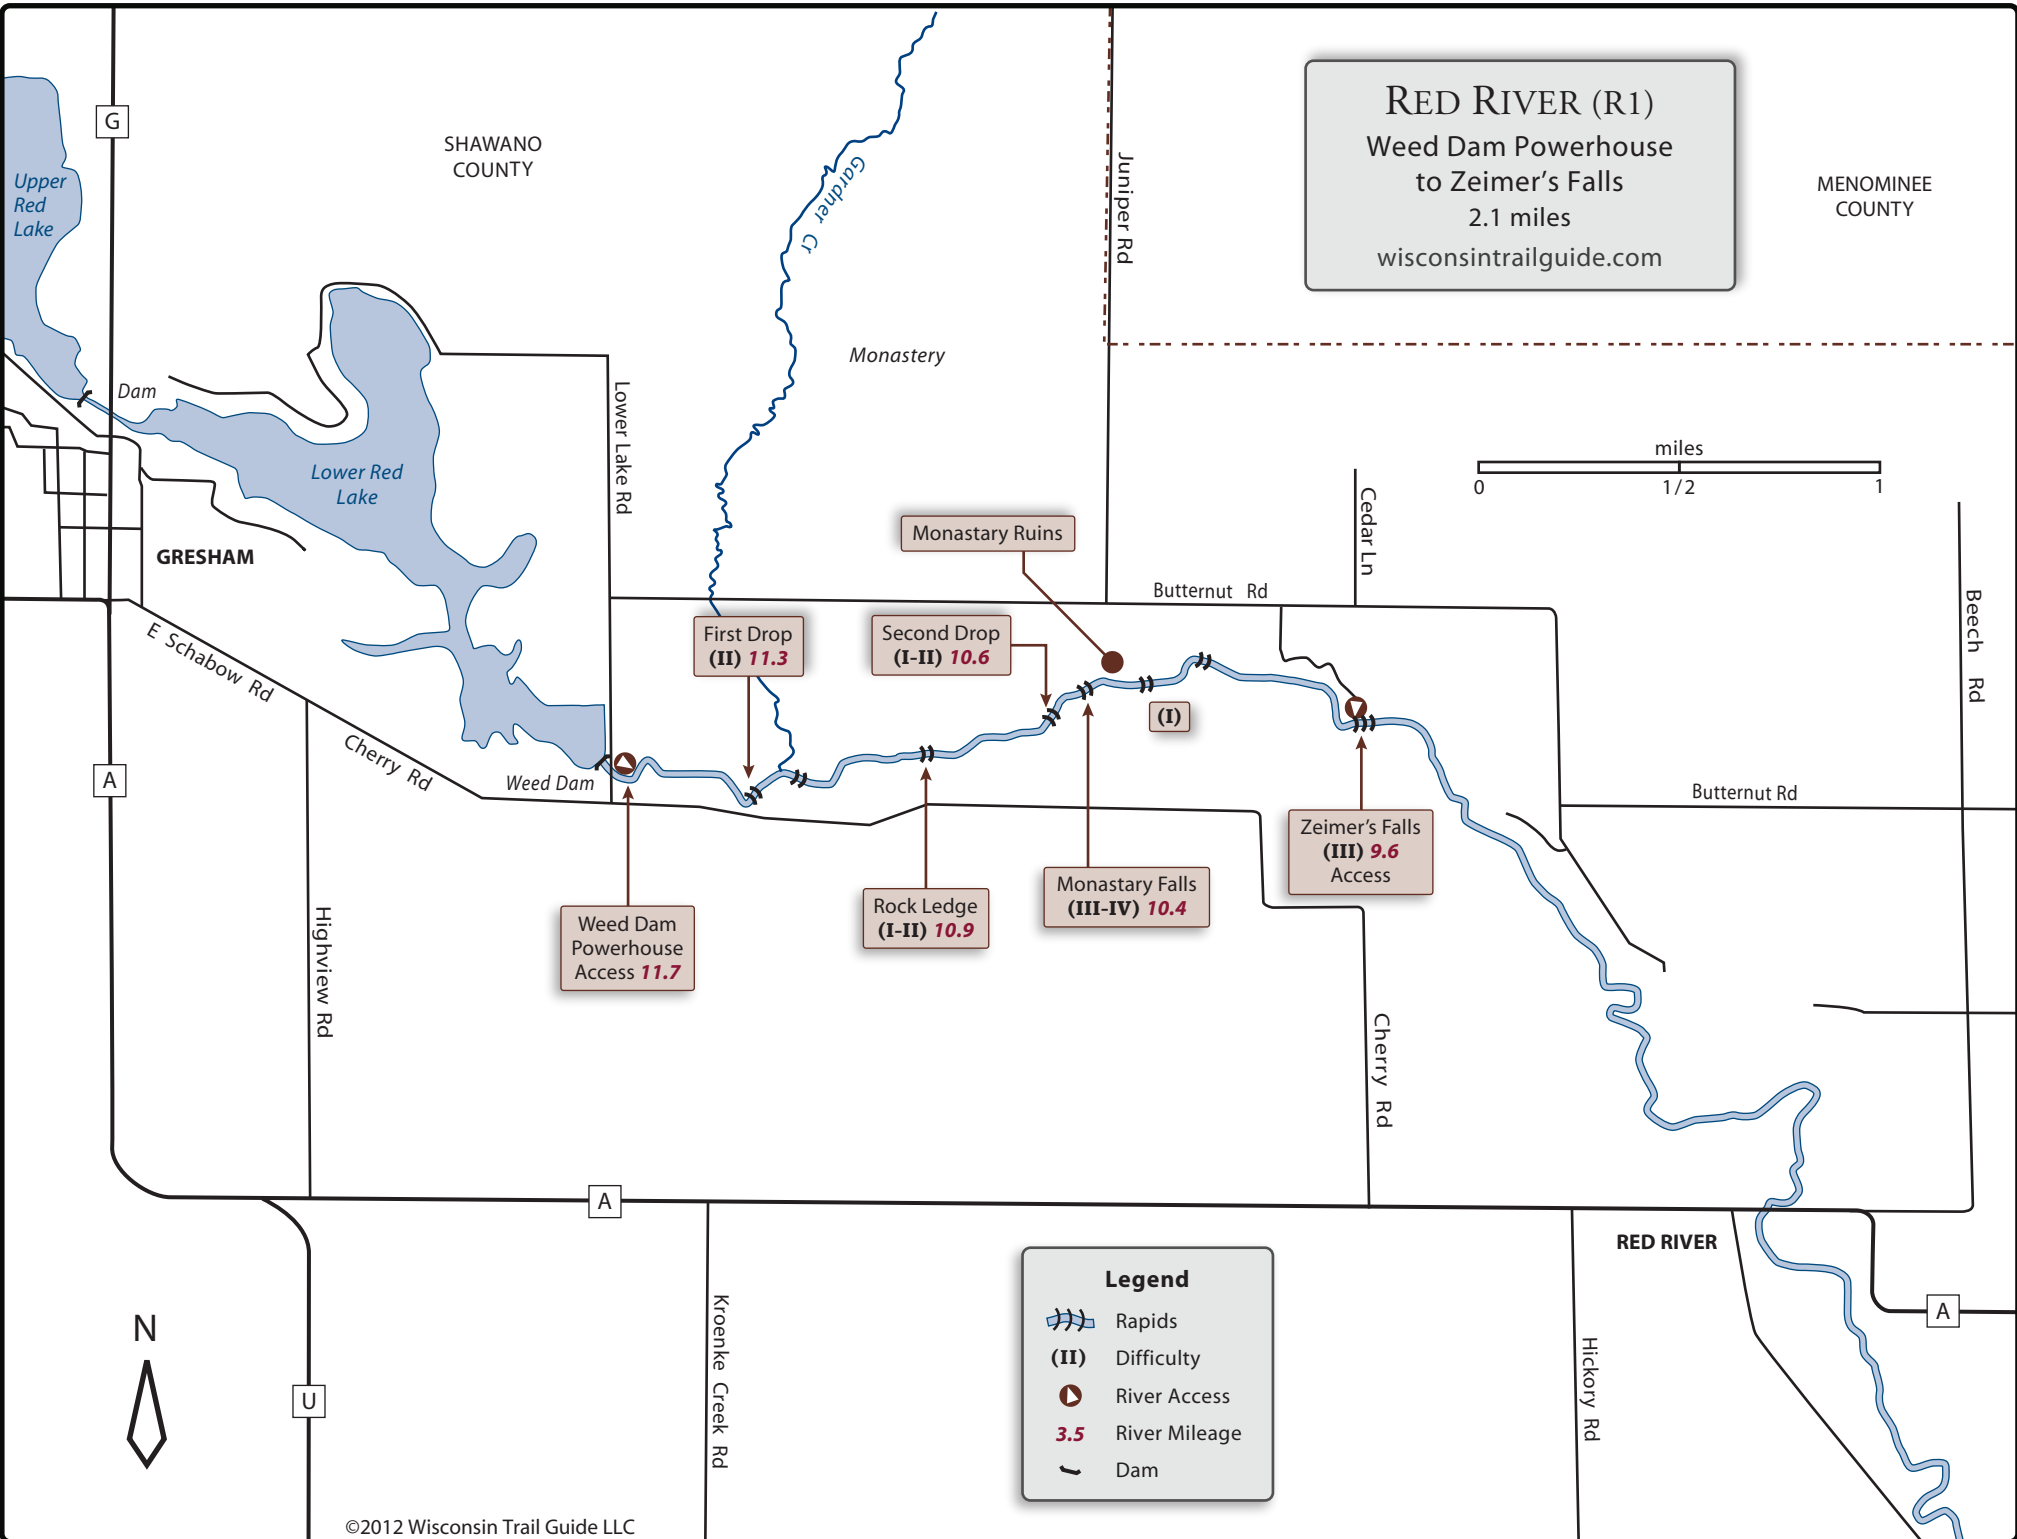 RED RIVER (R1)
Weed Dam Powerhouse
to Zeimer's Falls
2.1 miles
wisconsintrailguide.com
G
SHAWANO
COUNTY
MENOMINEE
COUNTY
Upper
Red
Lake
Gardner Cr
Juniper Rd
Monastery
Dam
Lower Red
Lake
Lower Lake Rd
miles
0
1/2
1
Cedar Ln
Monastary Ruins
GRESHAM
Butternut Rd
Beech Rd
E Schabow Rd
First Drop
(II) 11.3
Second Drop
(I-II) 10.6
(I)
Cherry Rd
Weed Dam
A
Butternut Rd
Zeimer's Falls
(III) 9.6
Access
Monastary Falls
(III-IV) 10.4
Rock Ledge
(I-II) 10.9
Weed Dam
Powerhouse
Access 11.7
Highview Rd
Cherry Rd
A
RED RIVER
A
Kroenke Creek Rd
Hickory Rd
Legend
Rapids
(II) Difficulty
River Access
3.5 River Mileage
Dam
N
U
©2012 Wisconsin Trail Guide LLC